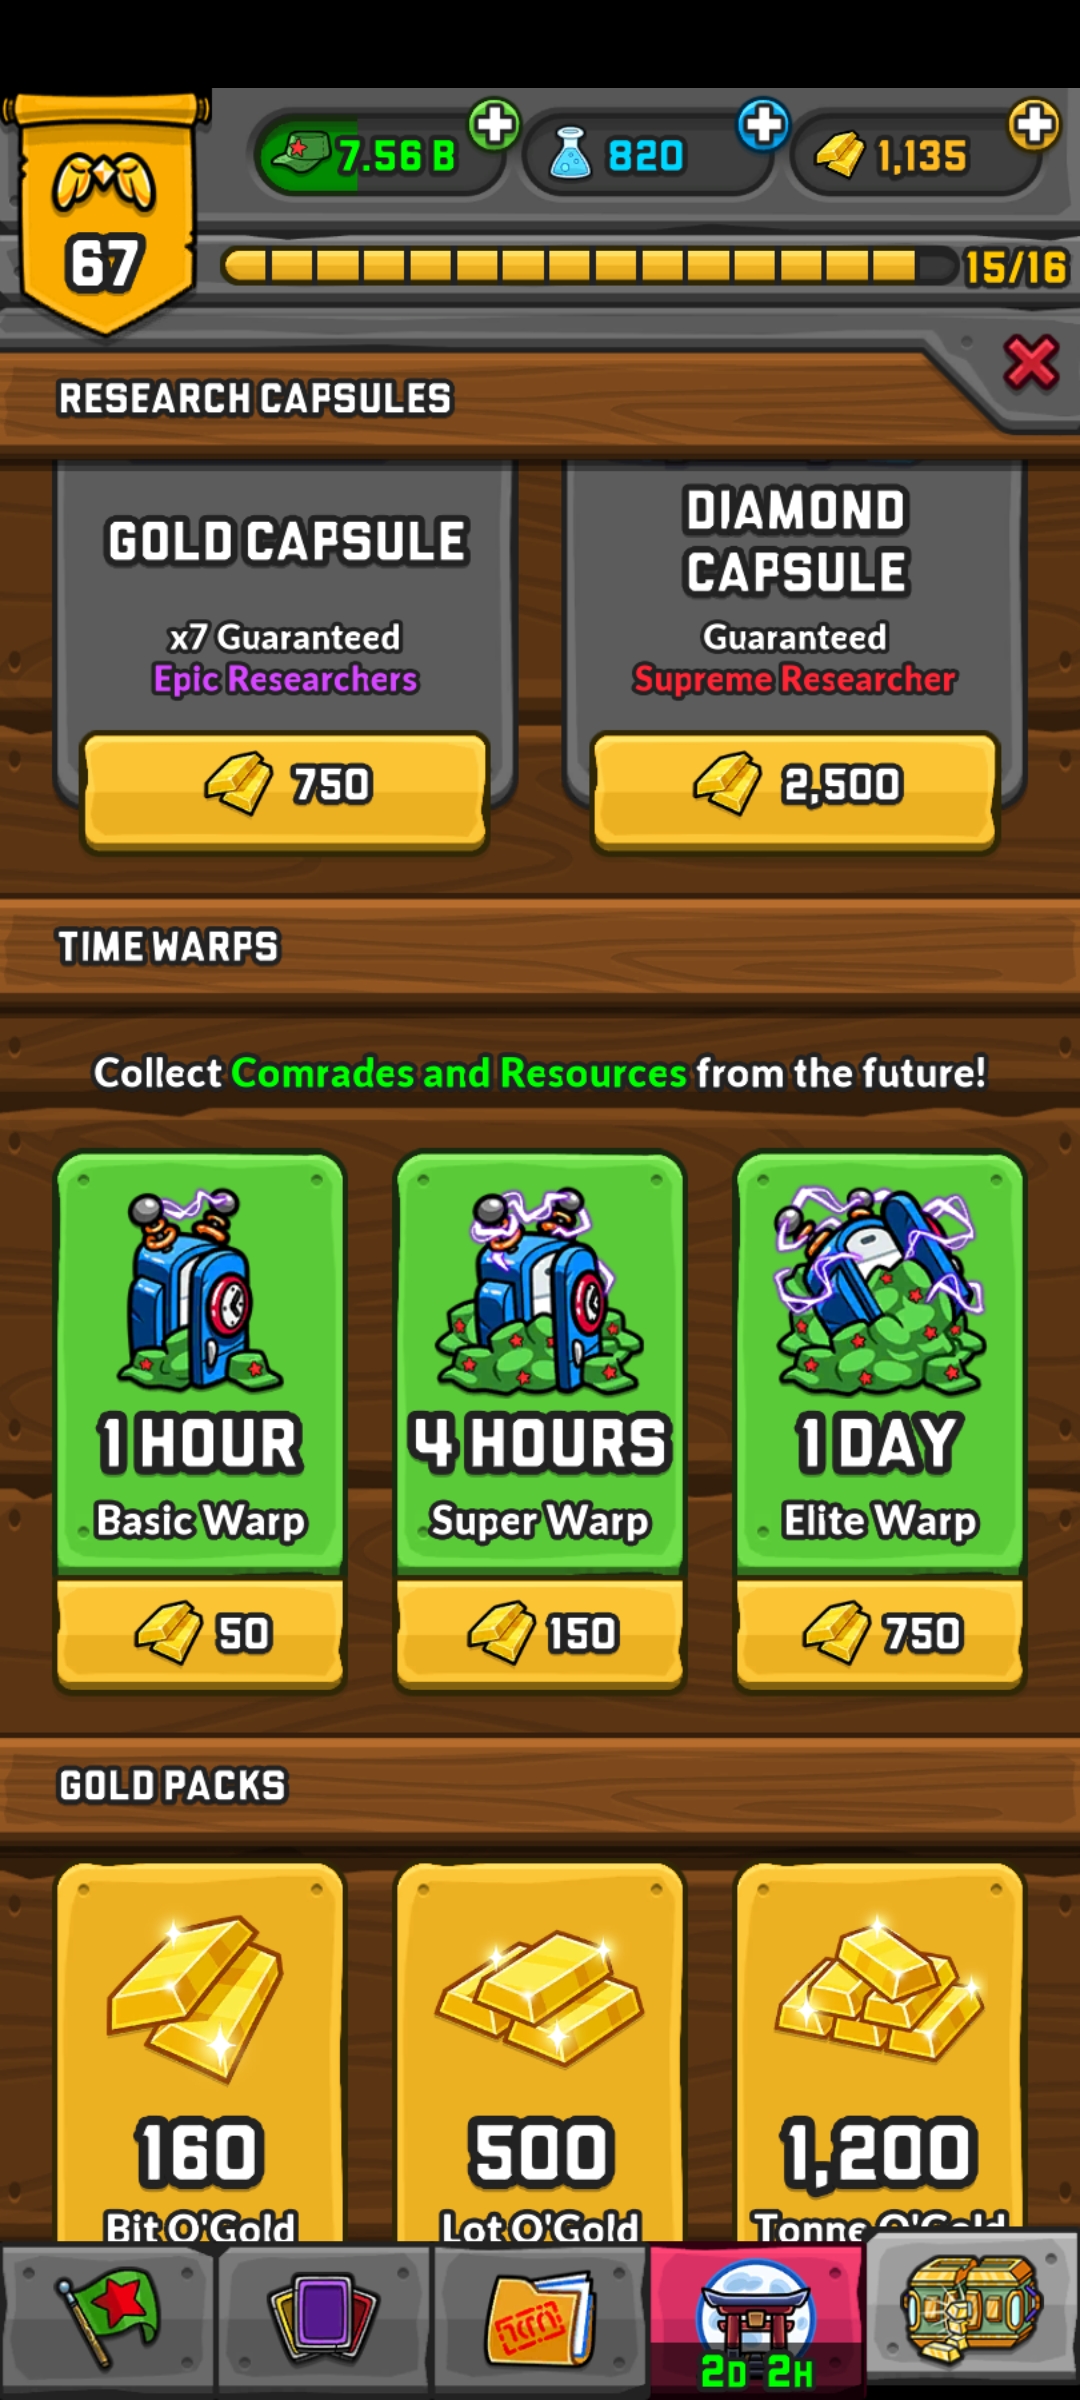 7.56 B
820
1,135
67
15/16
RESEARCH CAPSULES
GOLD CAPSULE
x7 Guaranteed
Epic Researchers
750
DIAMOND
CAPSULE
Guaranteed
Supreme Researcher
2,500
TIME WARPS
Collect Comrades and Resources from the future!
1 HOUR
Basic Warp
50
4 HOURS
Super Warp
150
1 DAY
Elite Warp
750
GOLD PACKS
160
Bit O'Gold
500
Lot O'Gold
1,200
Tonne O'Gold
2D 2H